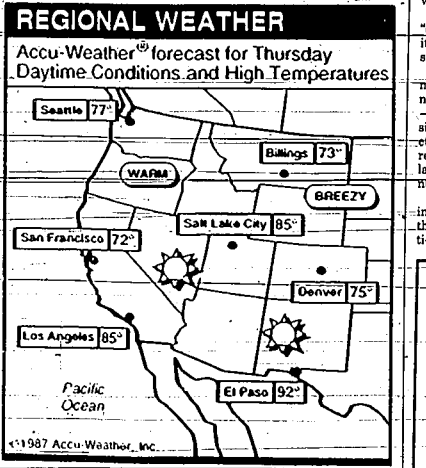 REGIONAL WEATHER
Accu-Weather® forecast for Thursday
Daytime Conditions and High Temperatures
Seattle 77°
Billings 73°
WARM
BREEZY
Salt Lake City 85°
San Francisco 72°
Denver 75°
Los Angeles 85°
El Paso 92°
Pacific
Ocean
©1987 Accu-Weather, Inc.